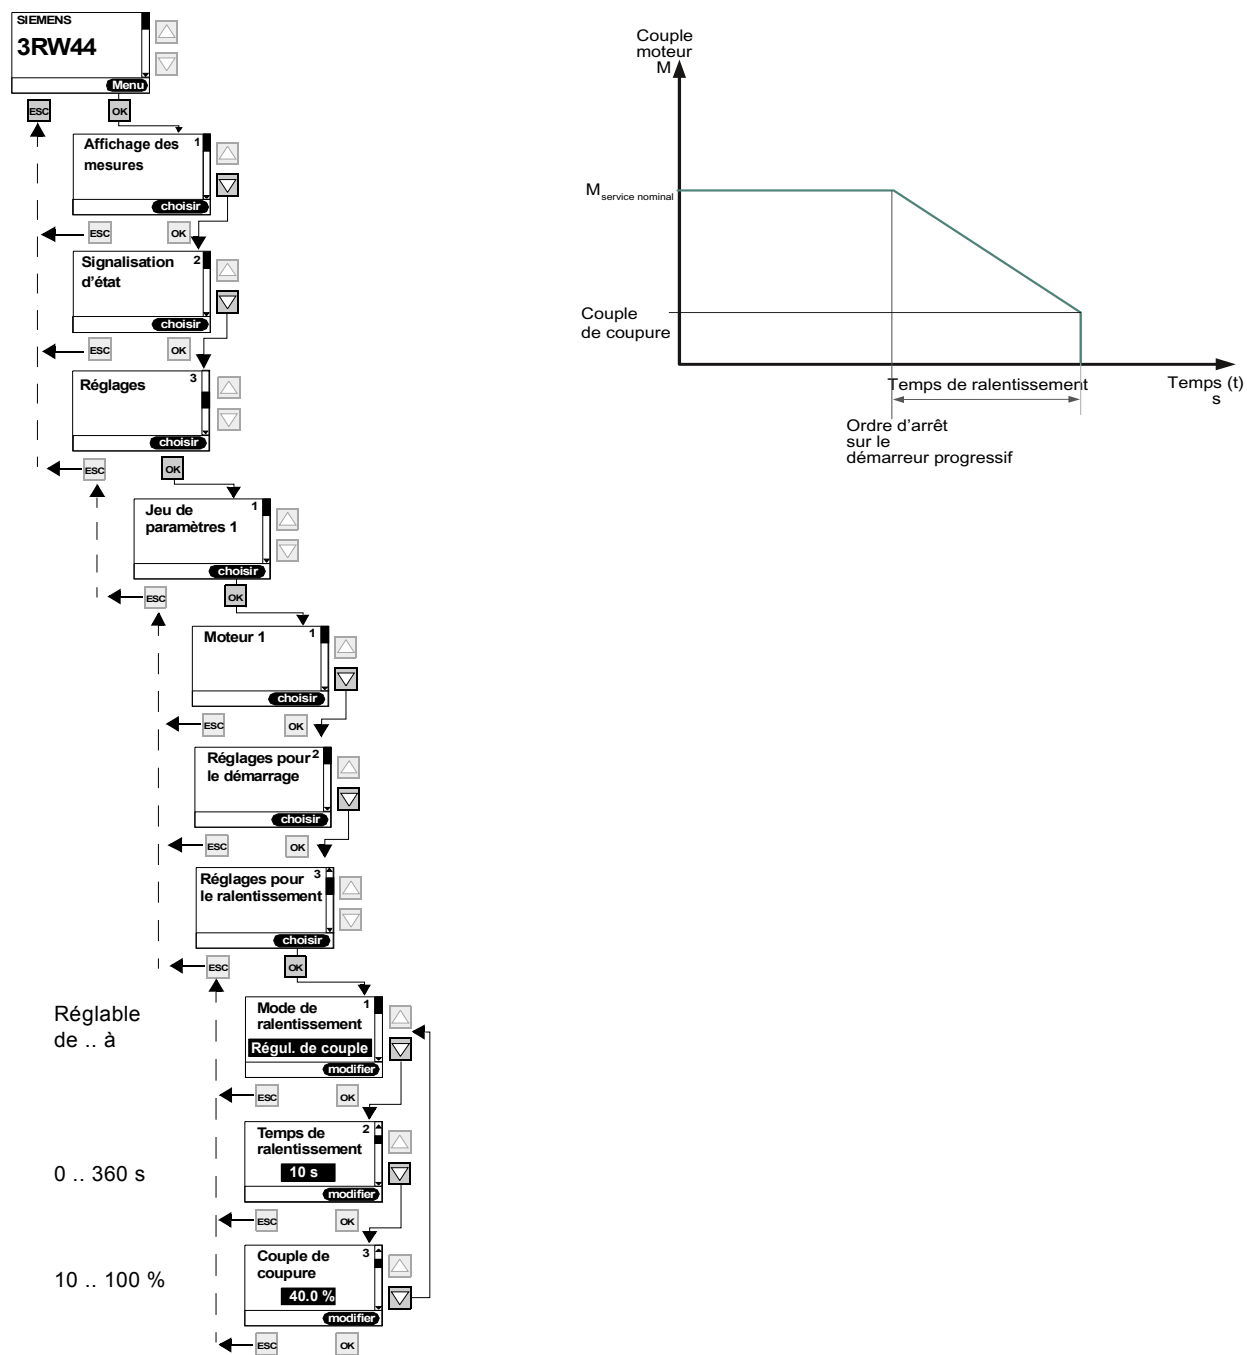 SIEMENS
3RW44
Menu
ESC
OK
Affichage des
mesures
1
choisir
ESC
OK
Signalisation
d'état
2
choisir
ESC
OK
Réglages
3
choisir
ESC
OK
Jeu de
paramètres 1
1
choisir
ESC
OK
Moteur 1
1
choisir
ESC
OK
Réglages pour
le démarrage
2
choisir
ESC
OK
Réglages pour
le ralentissement
3
choisir
ESC
OK
Réglable
de .. à
Mode de
ralentissement
1
Régul. de couple
modifier
ESC
OK
0 .. 360 s
Temps de
ralentissement
2
10 s
modifier
ESC
OK
10 .. 100 %
Couple de
coupure
3
40.0 %
modifier
ESC
OK
Couple
moteur
M
M service nominal
Couple
de coupure
Temps de ralentissement
Temps (t)
s
Ordre d'arrêt
sur le
démarreur progressif